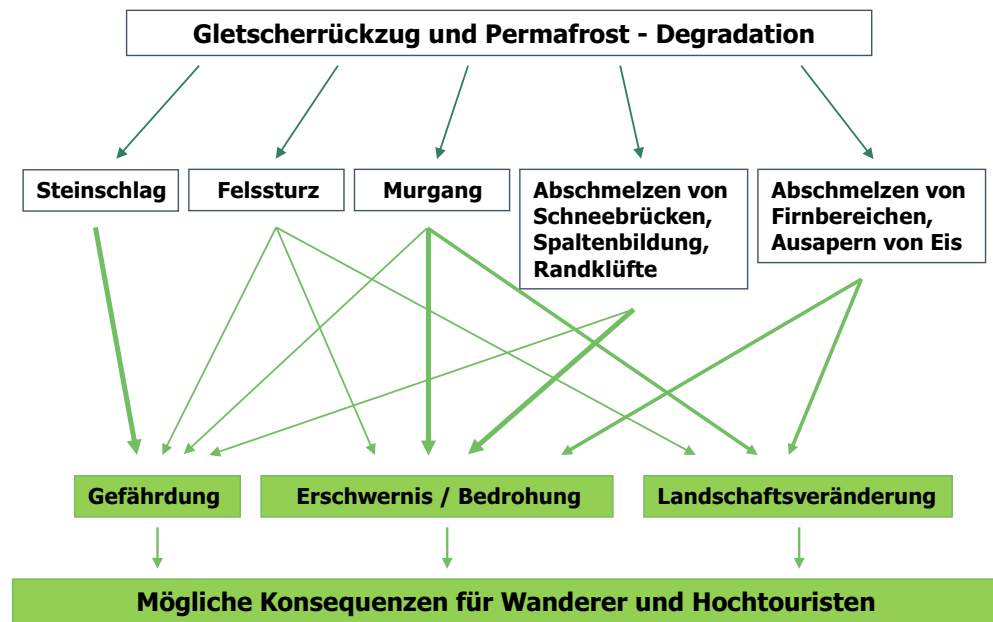 Gletscherrückzug und Permafrost - Degradation
Steinschlag
Felssturz
Murgang
Abschmelzen von
Schneebrücken,
Spaltenbildung,
Randklüfte
Abschmelzen von
Firnbereichen,
Ausapern von Eis
Gefährdung
Erschwernis / Bedrohung
Landschaftsveränderung
Mögliche Konsequenzen für Wanderer und Hochtouristen